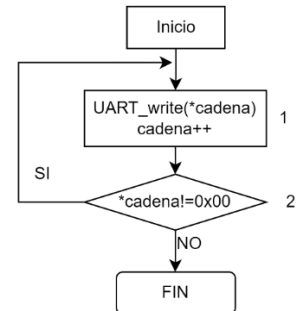 Inicio
UART_write(*cadena)
cadena++
1
SI
*cadena!=0x00
2
NO
FIN